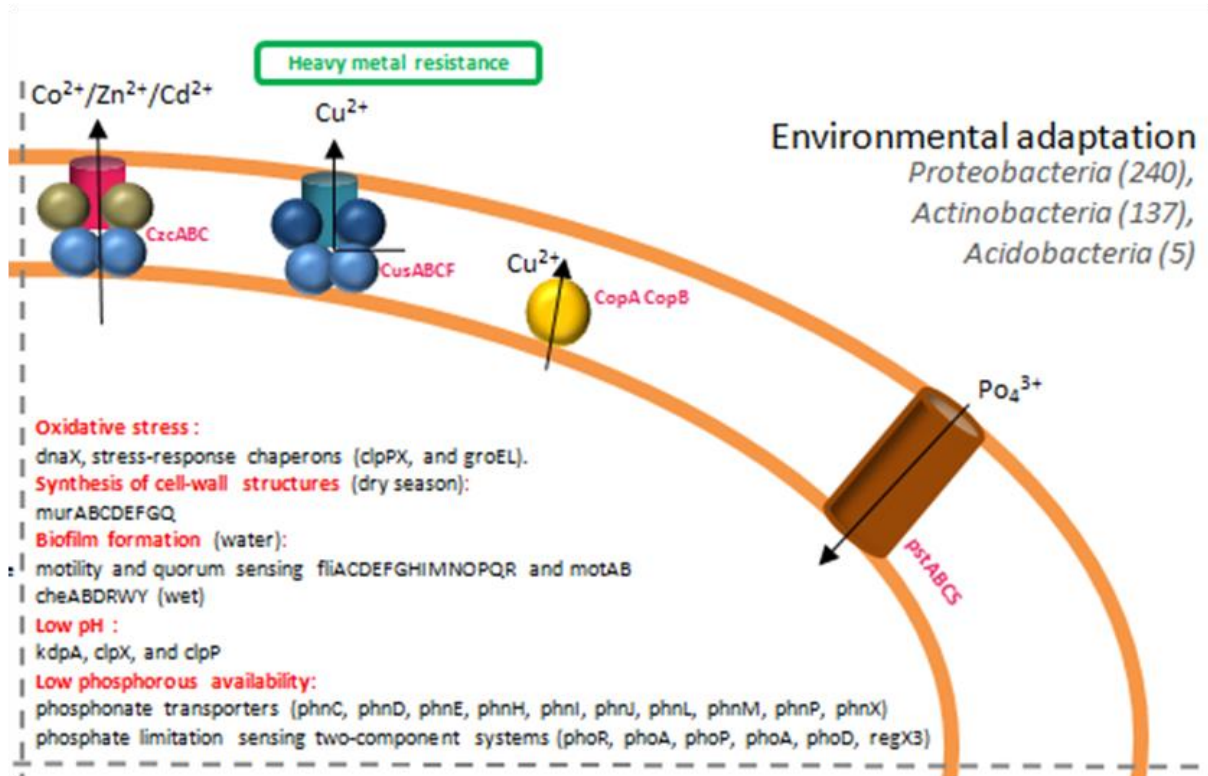 Heavy metal resistance
Co²⁺/Zn²⁺/Cd²⁺
Cu²⁺
Environmental adaptation
Proteobacteria (240),
Actinobacteria (137),
Acidobacteria (5)
CzcABC
CusABCF
Cu²⁺
CopA CopB
Po₄³⁺
pstABCS
Oxidative stress :
dnaX, stress-response chaperons (clpPX, and groEL).
Synthesis of cell-wall structures (dry season):
murABCDEFGQ
Biofilm formation (water):
motility and quorum sensing fliACDEFGHIMNOPQR and motAB
cheABDRWY (wet)
Low pH :
kdpA, clpX, and clpP
Low phosphorous availability:
phosphonate transporters (phnC, phnD, phnE, phnH, phnI, phnJ, phnL, phnM, phnP, phnX)
phosphate limitation sensing two-component systems (phoR, phoA, phoP, phoA, phoD, regX3)